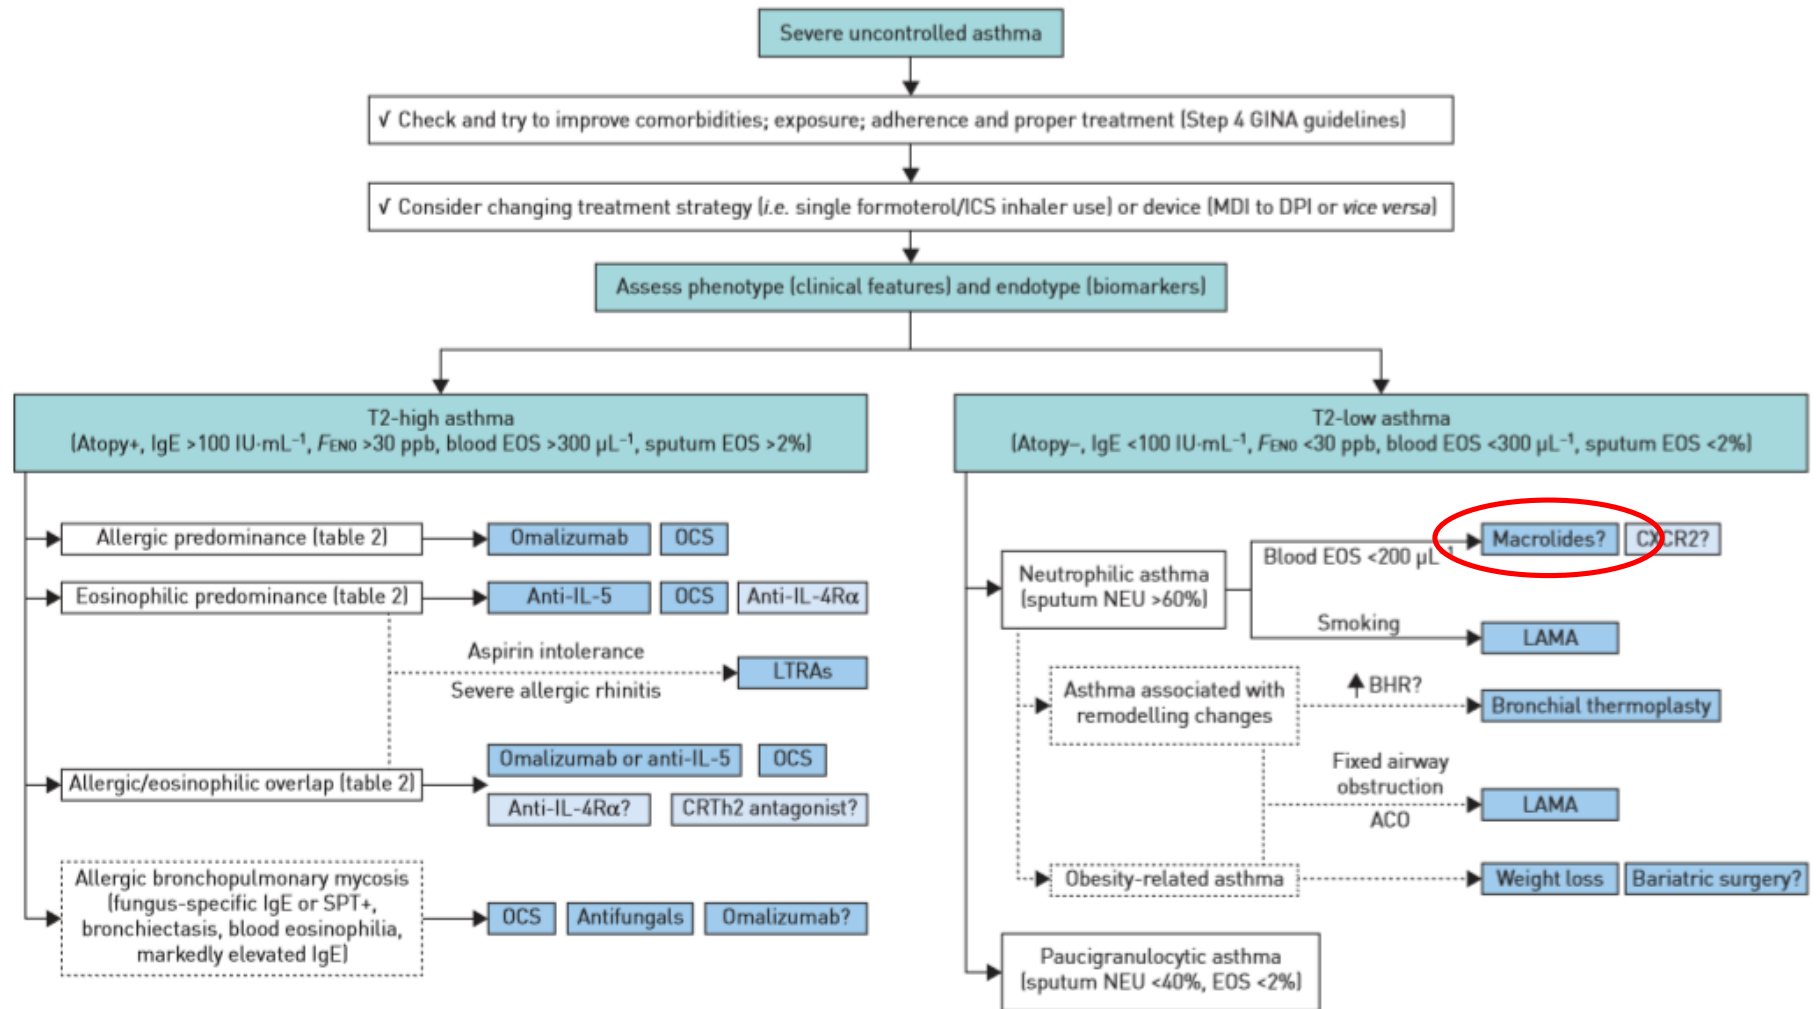 Severe uncontrolled asthma
√ Check and try to improve comorbidities; exposure; adherence and proper treatment (Step 4 GINA guidelines)
√ Consider changing treatment strategy (i.e. single formoterol/ICS inhaler use) or device (MDI to DPI or vice versa)
Assess phenotype (clinical features) and endotype (biomarkers)
T2-high asthma
(Atopy+, IgE >100 IU·mL⁻¹, FENO >30 ppb, blood EOS >300 µL⁻¹, sputum EOS >2%)
Allergic predominance (table 2)
Omalizumab
OCS
Eosinophilic predominance (table 2)
Anti-IL-5
OCS
Anti-IL-4Rα
Aspirin intolerance
Severe allergic rhinitis
LTRAs
Allergic/eosinophilic overlap (table 2)
Omalizumab or anti-IL-5
OCS
Anti-IL-4Rα?
CRTh2 antagonist?
Allergic bronchopulmonary mycosis
(fungus-specific IgE or SPT+,
bronchiectasis, blood eosinophilia,
markedly elevated IgE)
OCS
Antifungals
Omalizumab?
T2-low asthma
(Atopy–, IgE <100 IU·mL⁻¹, FENO <30 ppb, blood EOS <300 µL⁻¹, sputum EOS <2%)
Neutrophilic asthma
(sputum NEU >60%)
Blood EOS <200 µL⁻¹
Macrolides?
CXCR2?
Smoking
LAMA
Asthma associated with
remodelling changes
BHR?
Bronchial thermoplasty
Fixed airway
obstruction
ACO
LAMA
Obesity-related asthma
Weight loss
Bariatric surgery?
Paucigranulocytic asthma
(sputum NEU <40%, EOS <2%)